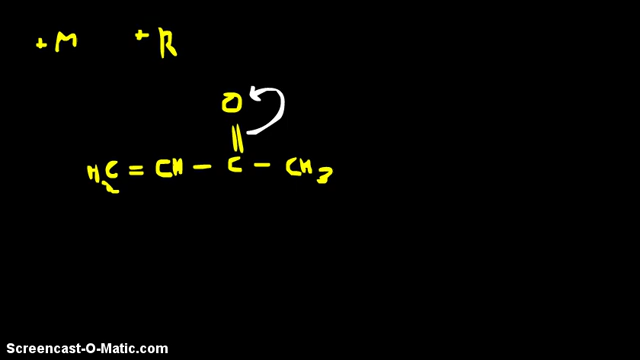 +M +R
O
H₂C = CH - C - CH₃
Screencast-O-Matic.com